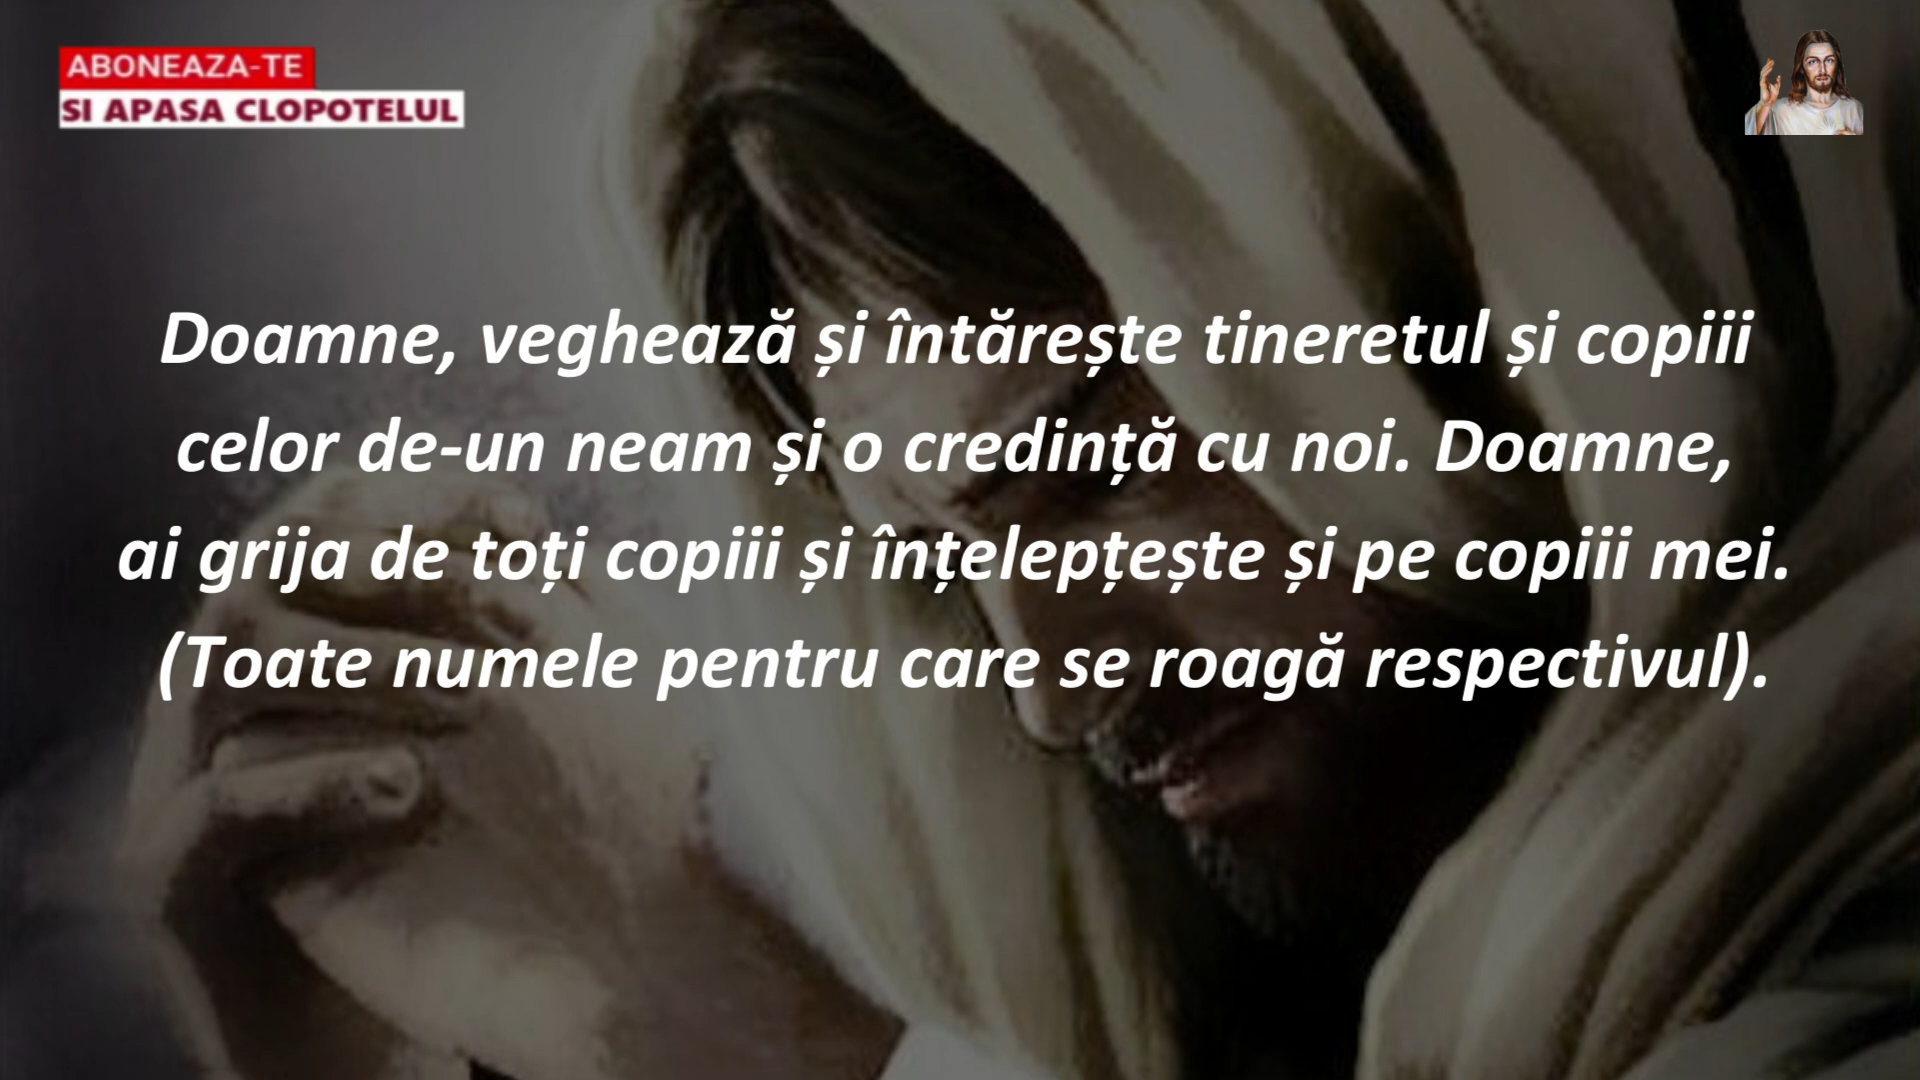 ABONEAZA-TE
SI APASA CLOPOTELUL
Doamne, veghează și întărește tineretul și copiii
celor de-un neam și o credință cu noi. Doamne,
ai grija de toți copiii și înțelepțește și pe copiii mei.
(Toate numele pentru care se roagă respectivul).